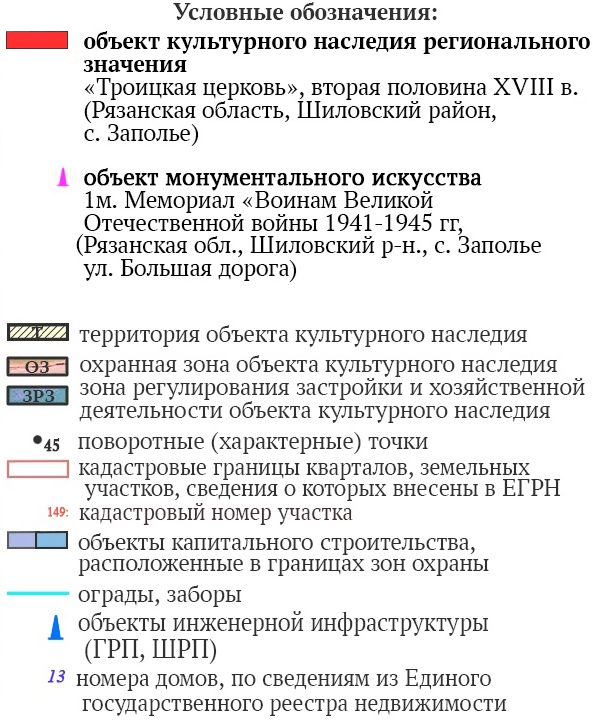 Условные обозначения:
объект культурного наследия регионального
значения
«Троицкая церковь», вторая половина XVIII в.
(Рязанская область, Шиловский район,
с. Заполье)
объект монументального искусства
1м. Мемориал «Воинам Великой
Отечественной войны 1941-1945 гг,
(Рязанская обл., Шиловский р-н., с. Заполье
ул. Большая дорога)
Т территория объекта культурного наследия
ОЗ охранная зона объекта культурного наследия
ЗРЗ зона регулирования застройки и хозяйственной
деятельности объекта культурного наследия
45 поворотные (характерные) точки
кадастровые границы кварталов, земельных
участков, сведения о которых внесены в ЕГРН
149: кадастровый номер участка
объекты капитального строительства,
расположенные в границах зон охраны
ограды, заборы
объекты инженерной инфраструктуры
(ГРП, ШРП)
13 номера домов, по сведениям из Единого
государственного реестра недвижимости